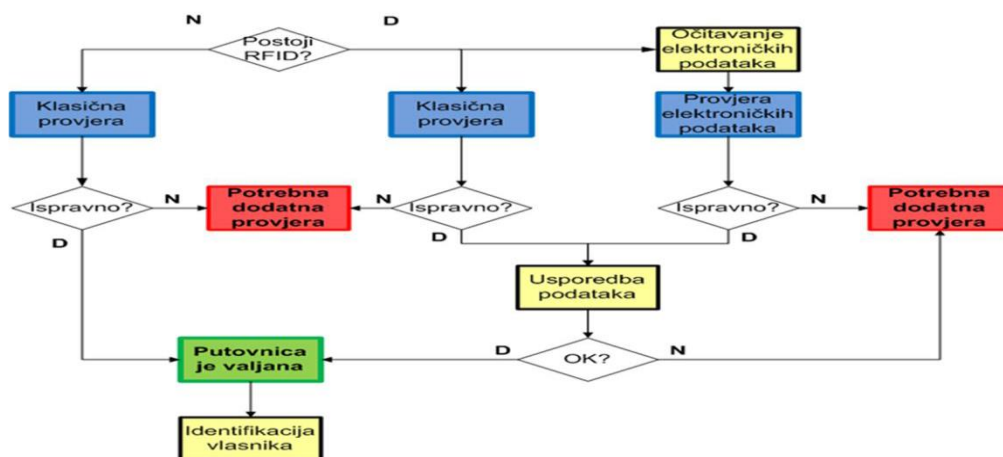 N
D
Postoji
RFID?
Očitavanje
elektroničkih
podataka
Klasična
provjera
Klasična
provjera
Provjera
elektroničkih
podataka
Ispravno?
N
Potrebna
dodatna
provjera
N
Ispravno?
Ispravno?
N
Potrebna
dodatna
provjera
D
D
D
Usporedba
podataka
Putovnica
je valjana
D
OK?
N
Identifikacija
vlasnika